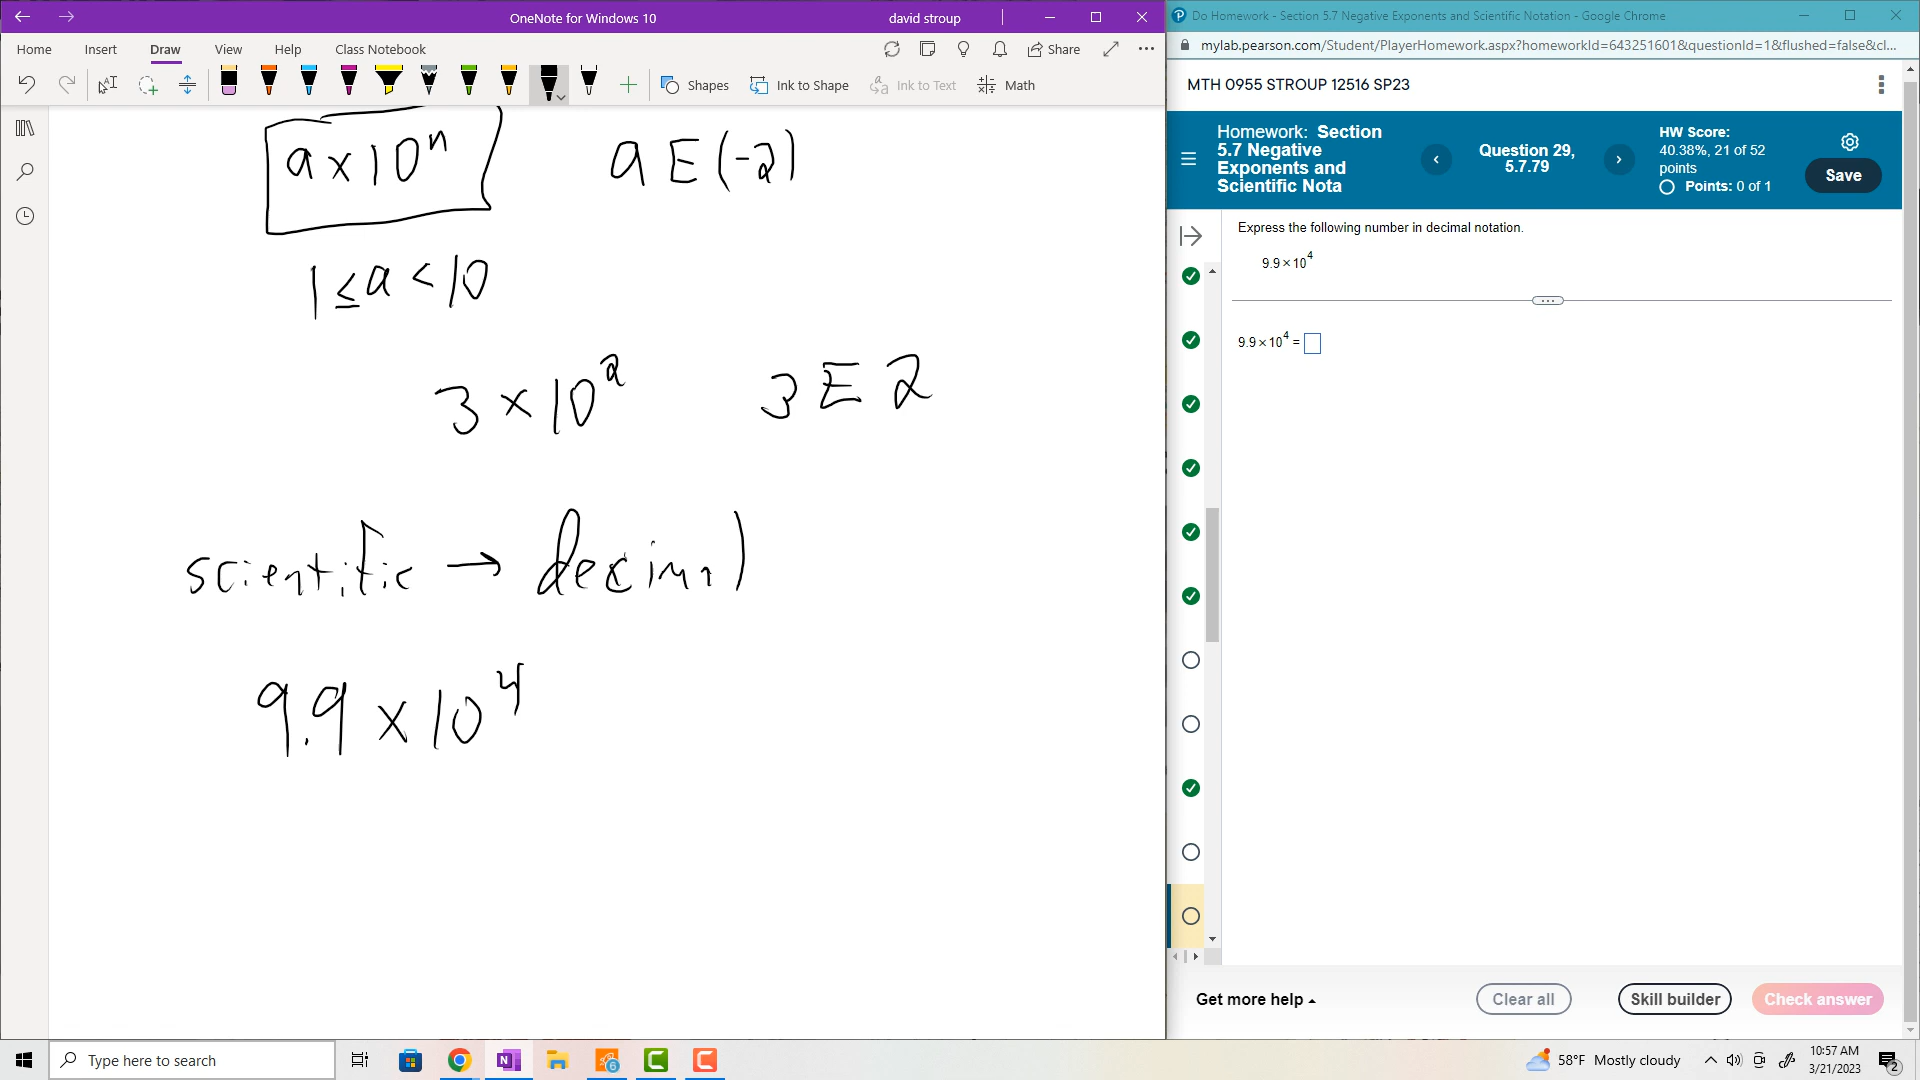 OneNote for Windows 10
david stroup
Home Insert Draw View Help Class Notebook
Share
Shapes Ink to Shape Ink to Text Math
a x 10^n
a E (-2)
1 ≤ a < 10
3 x 10^2
3 E 2
scientific → decimal
9.9 x 10^4
Do Homework - Section 5.7 Negative Exponents and Scientific Notation - Google Chrome
mylab.pearson.com/Student/PlayerHomework.aspx?homeworkId=643251601&questionId=1&flushed=false&cl...
MTH 0955 STROUP 12516 SP23
Homework: Section
5.7 Negative
Exponents and
Scientific Nota
Question 29,
5.7.79
HW Score:
40.38%, 21 of 52
points
Points: 0 of 1
Save
Express the following number in decimal notation.
9.9 × 10^4
9.9 × 10^4 =
Get more help
Clear all
Skill builder
Check answer
Type here to search
6
58°F Mostly cloudy
10:57 AM
3/21/2023
2